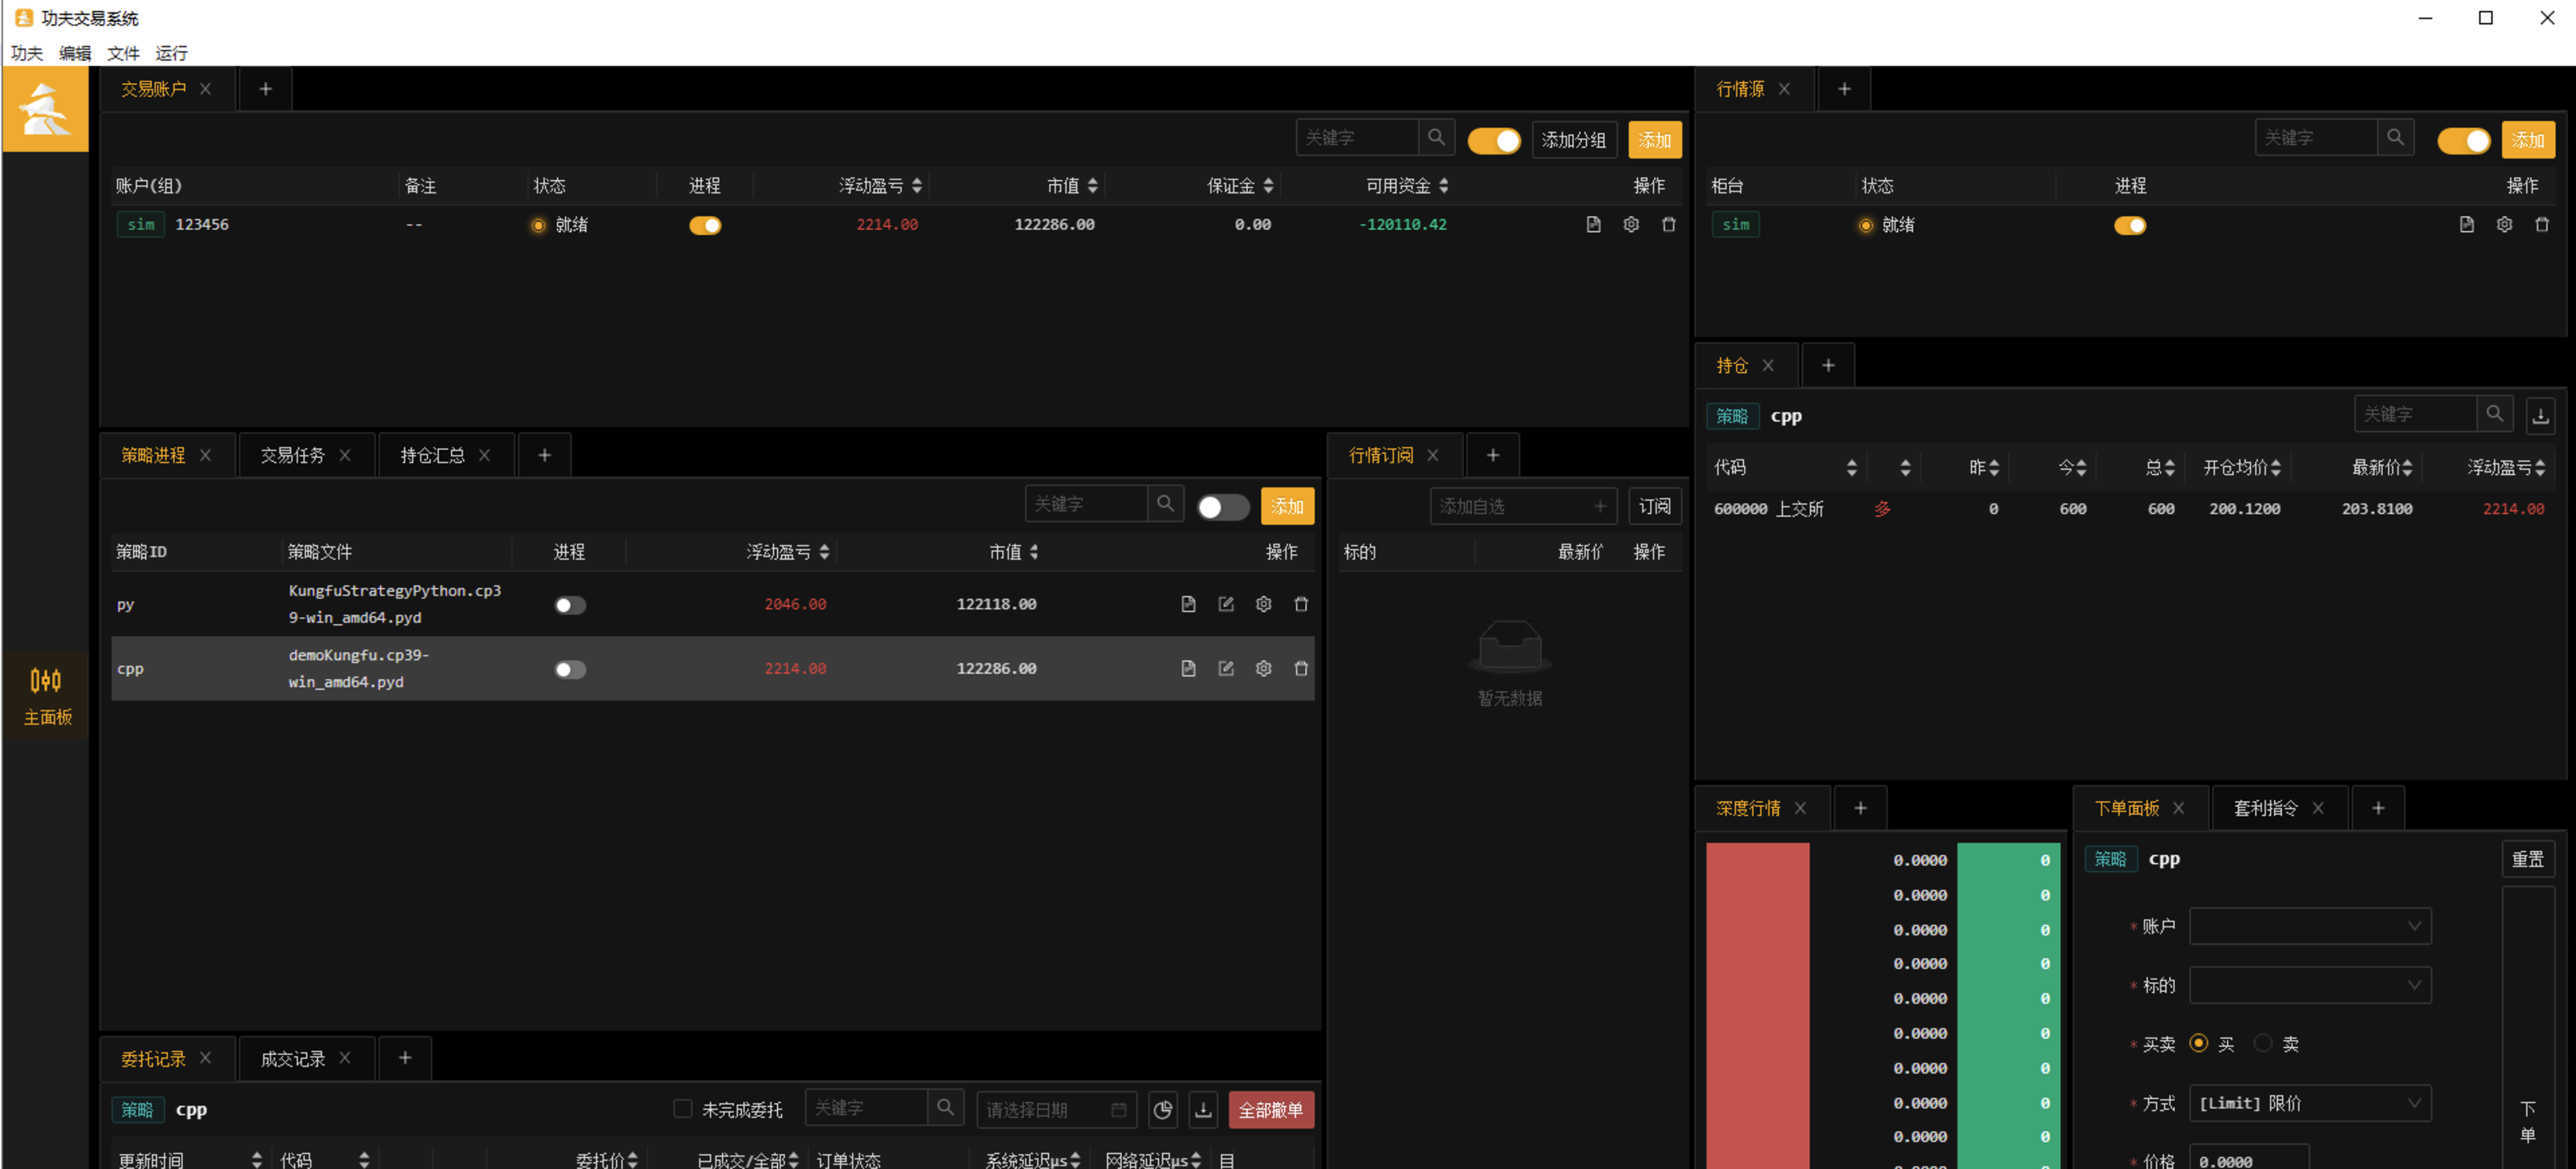 功夫交易系统
功夫 编辑 文件 运行
交易账户
关键字 添加分组 添加
账户(组) 备注 状态 进程 浮动盈亏 市值 保证金 可用资金 操作
sim 123456 -- 就绪 2214.00 122286.00 0.00 -120110.42
行情源
关键字 添加
柜台 状态 进程 操作
sim 就绪
持仓
策略 cpp 关键字
代码 昨 今 总 开仓均价 最新价 浮动盈亏
600000 上交所 多 0 600 600 200.1200 203.8100 2214.00
策略进程 交易任务 持仓汇总
关键字 添加
策略ID 策略文件 进程 浮动盈亏 市值 操作
py KungfuStrategyPython.cp3
9-win_amd64.pyd 2046.00 122118.00
cpp demoKungfu.cp39-
win_amd64.pyd 2214.00 122286.00
行情订阅
添加自选 订阅
标的 最新价 操作
暂无数据
主面板
深度行情
0.0000 0
0.0000 0
0.0000 0
0.0000 0
0.0000 0
0.0000 0
0.0000 0
0.0000 0
0.0000 0
下单面板 套利指令
策略 cpp 重置
* 账户
* 标的
* 买卖 买 卖
* 方式 [Limit] 限价
* 价格 0.0000
下
单
委托记录 成交记录
策略 cpp 未完成委托 关键字 请选择日期 全部撤单
更新时间 代码 委托价 已成交/全部 订单状态 系统延迟μs 网络延迟μs